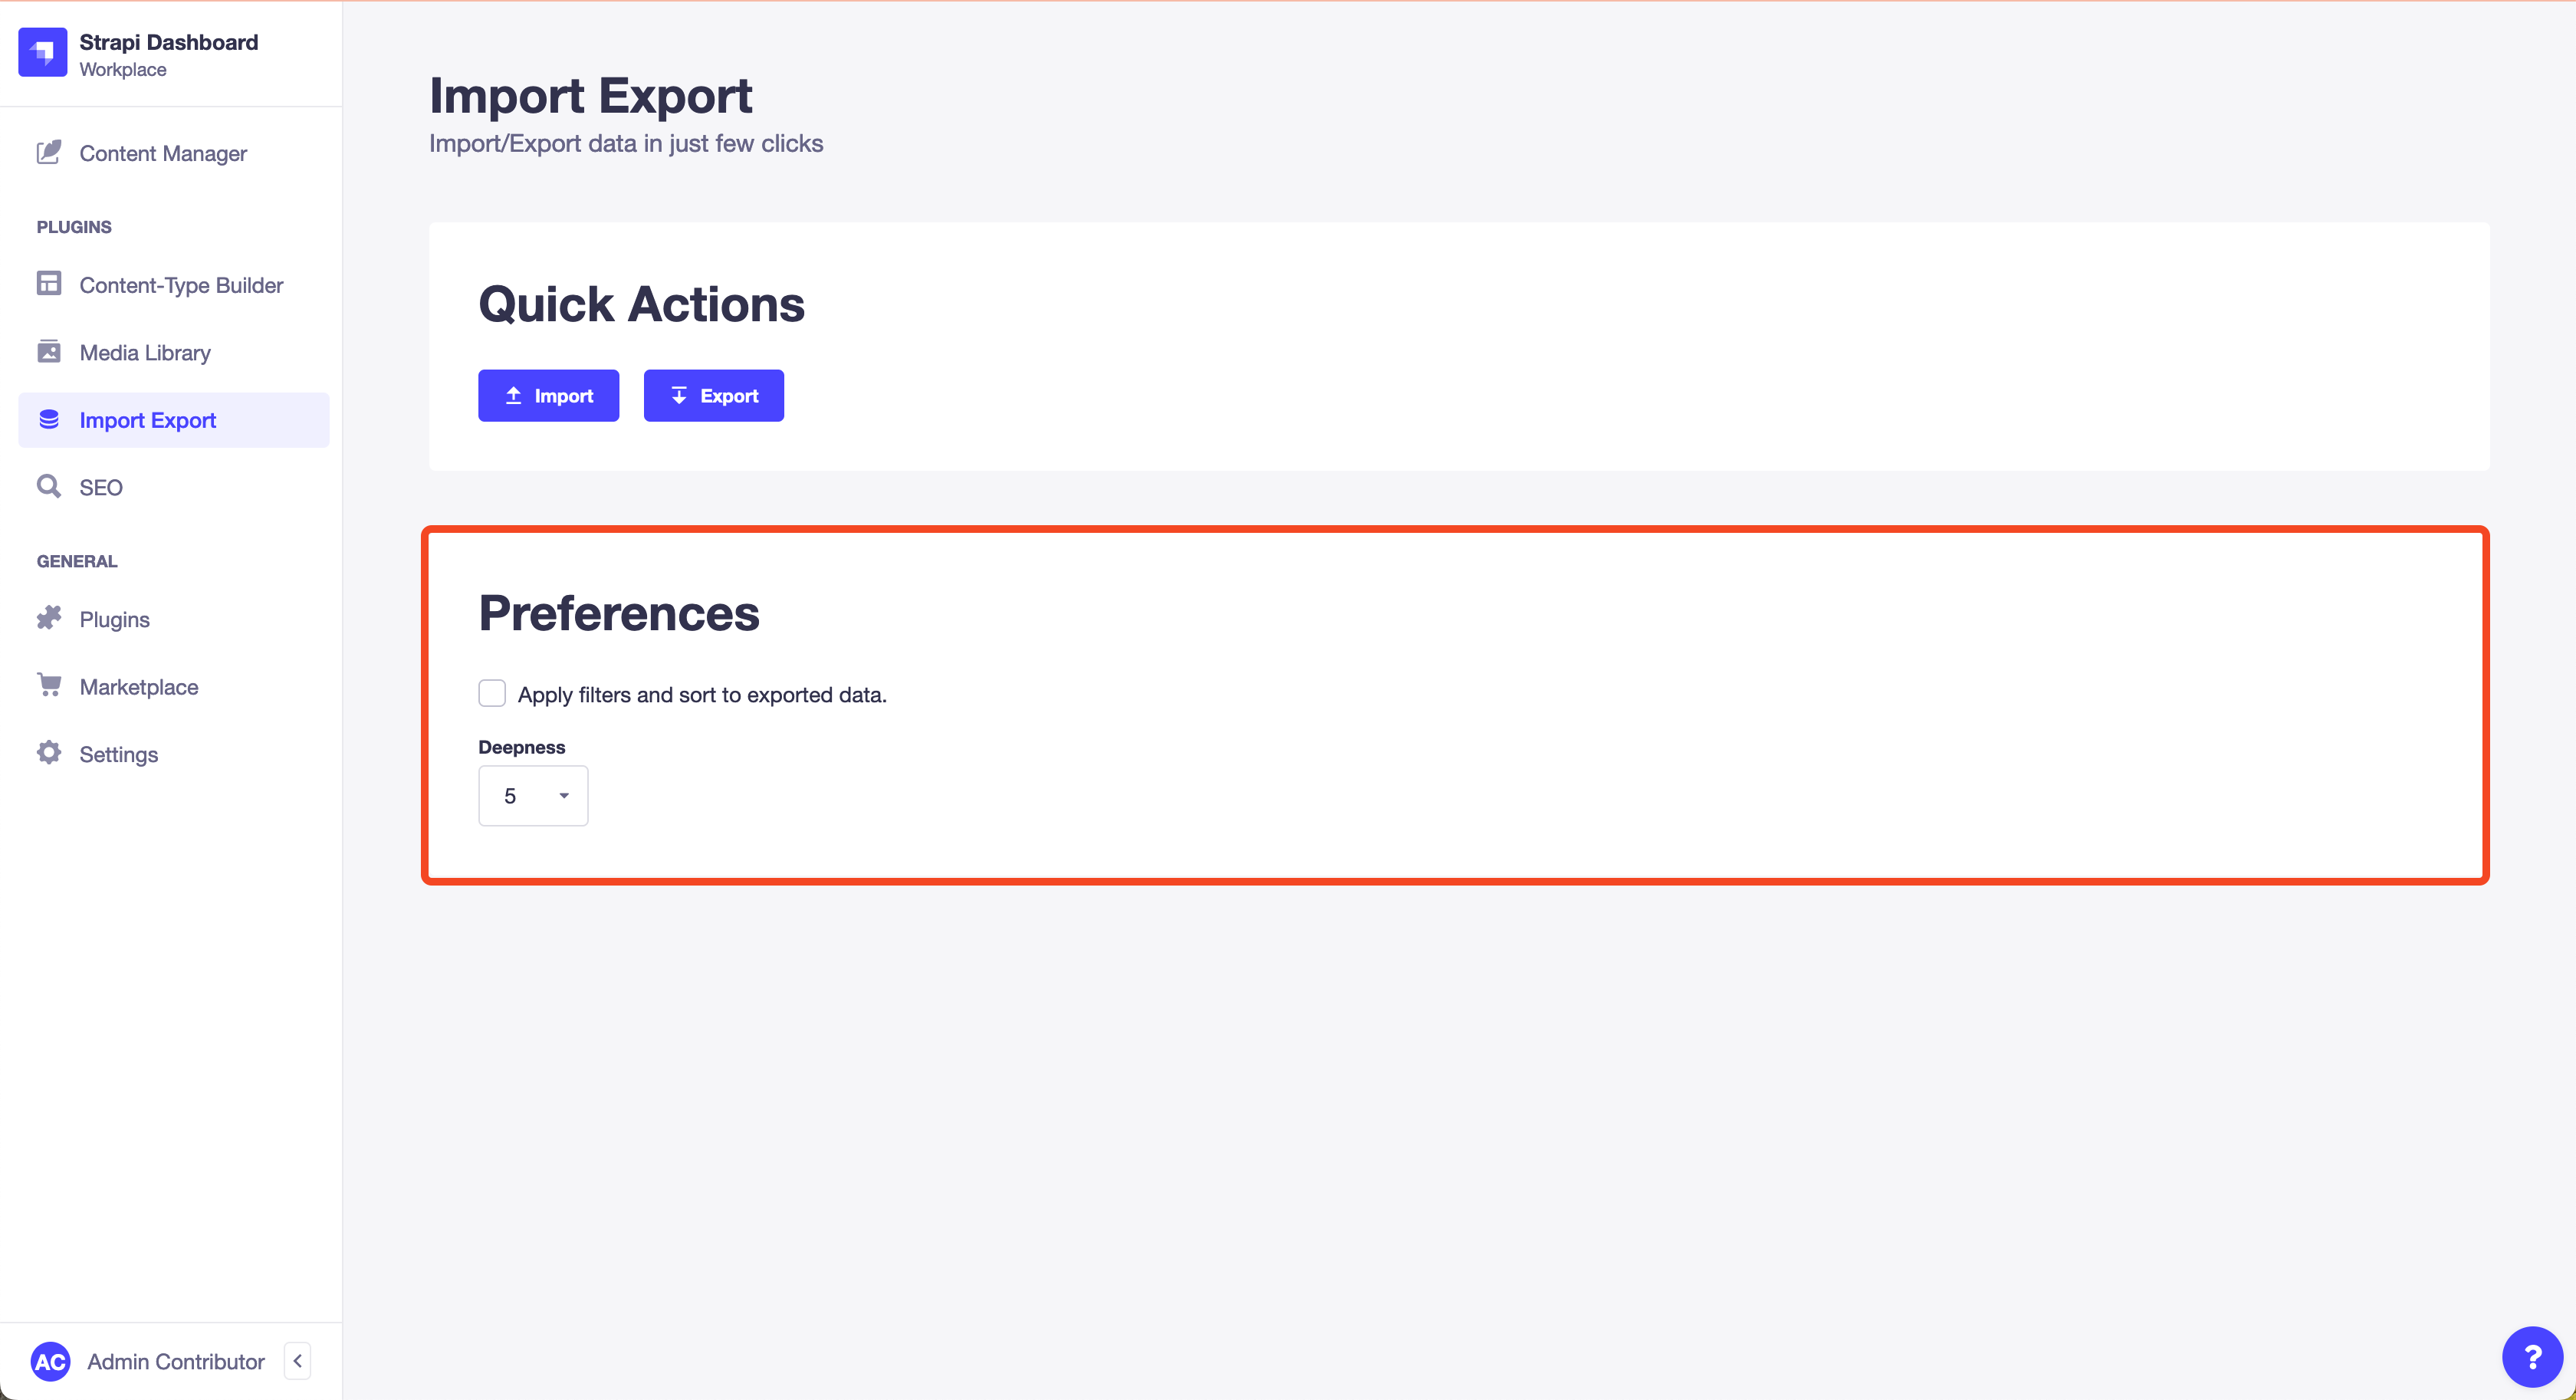 Strapi Dashboard
Workplace
Content Manager
PLUGINS
Content-Type Builder
Media Library
Import Export
SEO
GENERAL
Plugins
Marketplace
Settings
AC Admin Contributor
Import Export
Import/Export data in just few clicks
Quick Actions
Import Export
Preferences
Apply filters and sort to exported data.
Deepness
5
?